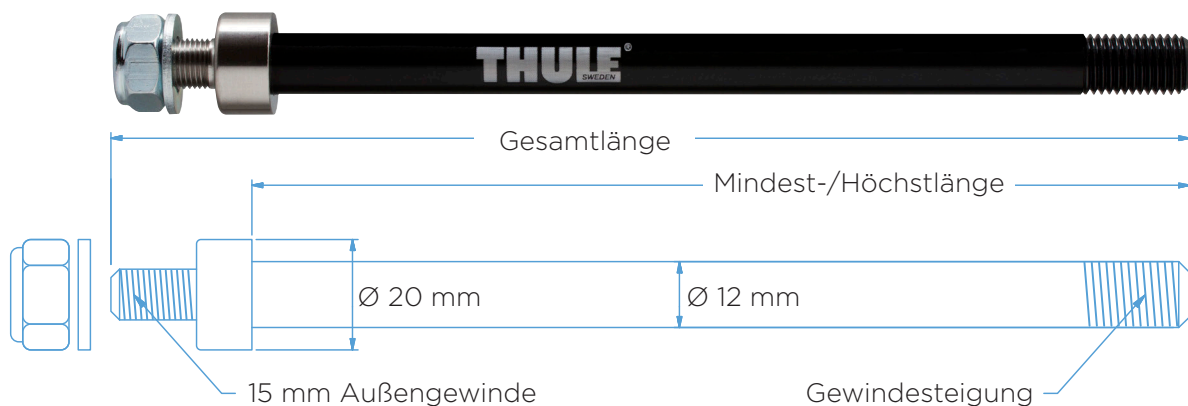 THULE®
SWEDEN
Gesamtlänge
Mindest-/Höchstlänge
Ø 20 mm
Ø 12 mm
15 mm Außengewinde
Gewindesteigung